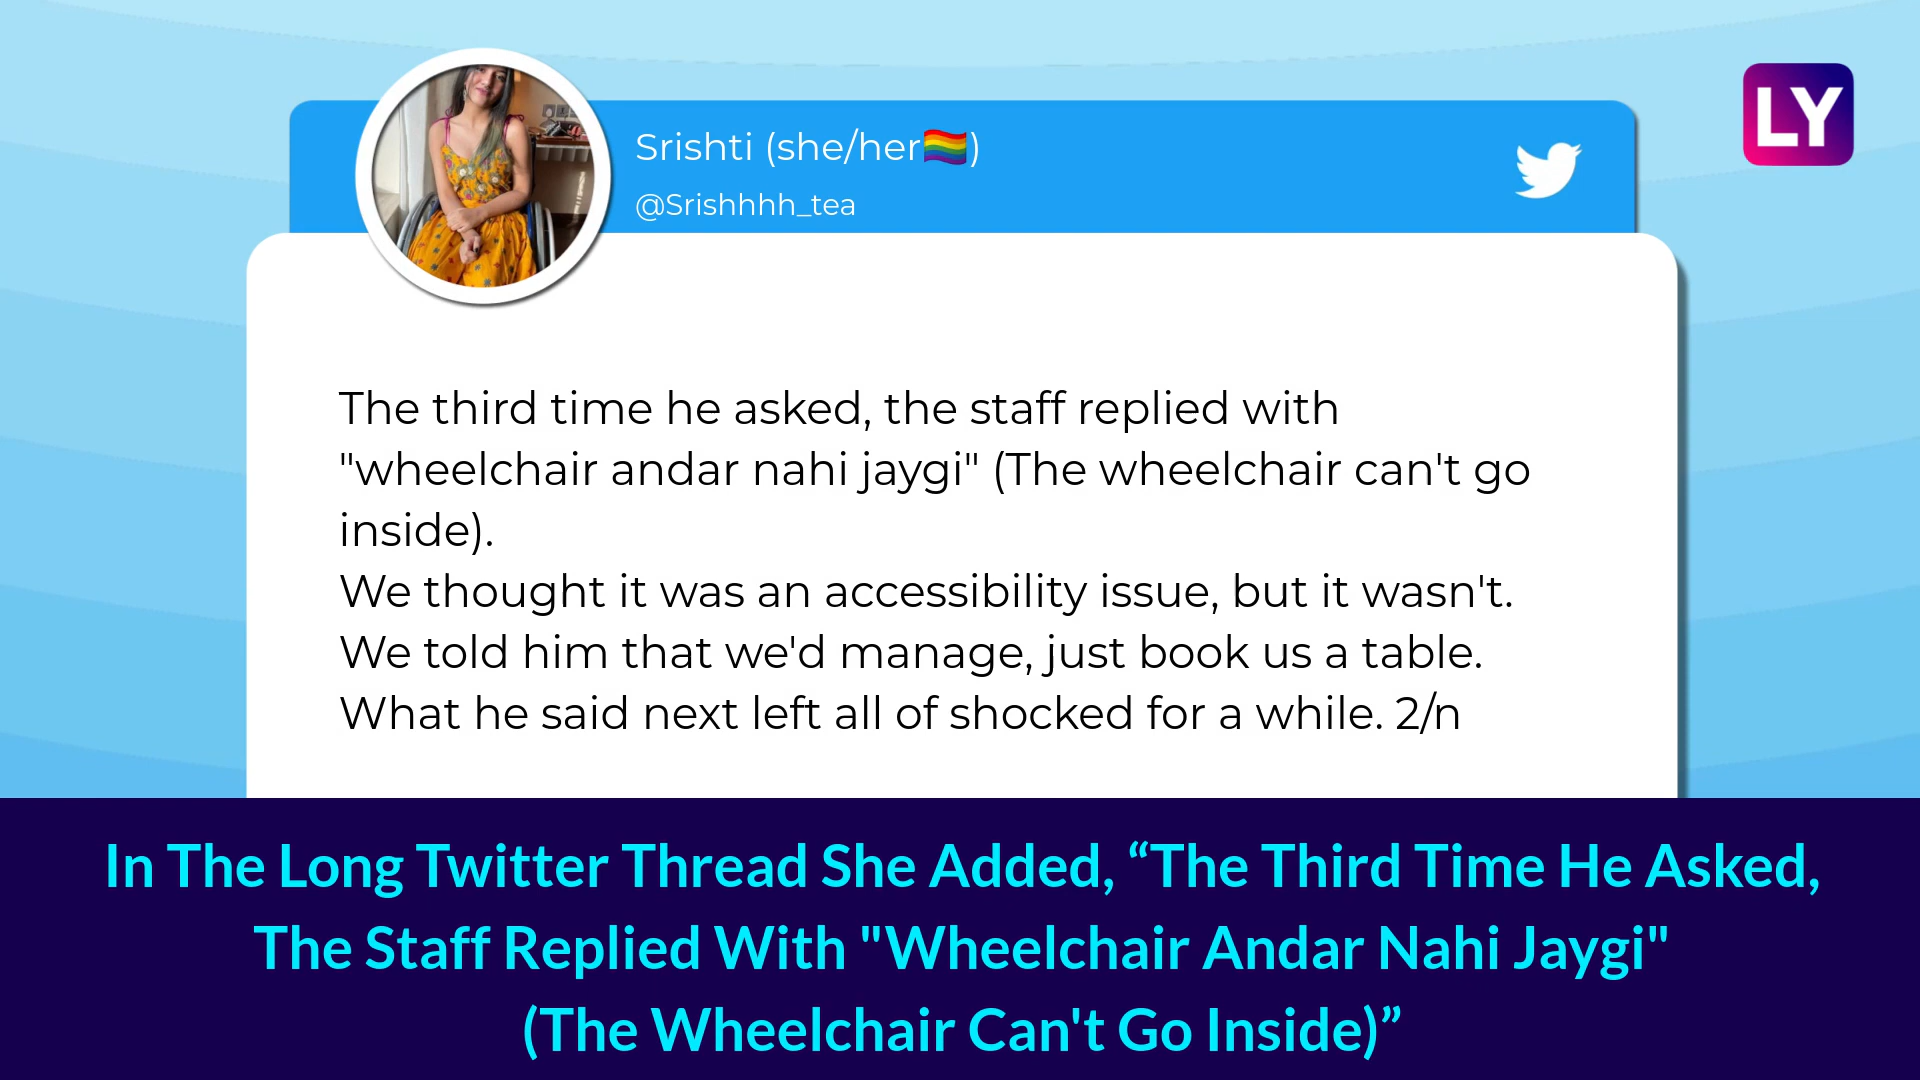 LY
Srishti (she/her🏳️‍🌈)
@Srishhhh_tea
The third time he asked, the staff replied with
"wheelchair andar nahi jaygi" (The wheelchair can't go
inside).
We thought it was an accessibility issue, but it wasn't.
We told him that we'd manage, just book us a table.
What he said next left all of shocked for a while. 2/n
In The Long Twitter Thread She Added, “The Third Time He Asked,
The Staff Replied With "Wheelchair Andar Nahi Jaygi"
(The Wheelchair Can't Go Inside)”